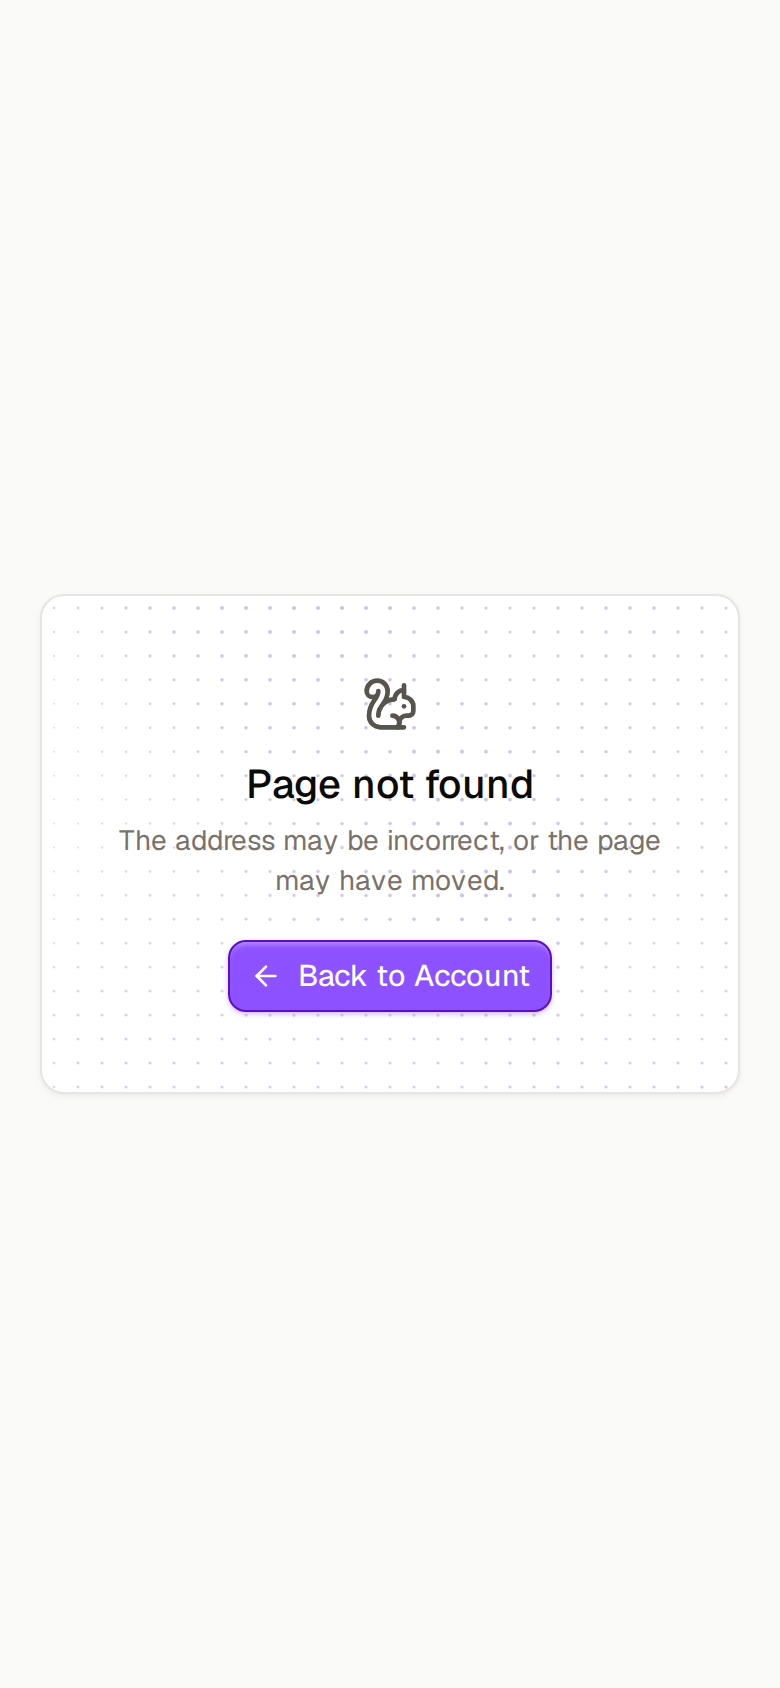 Page not found
The address may be incorrect, or the page
may have moved.
Back to Account